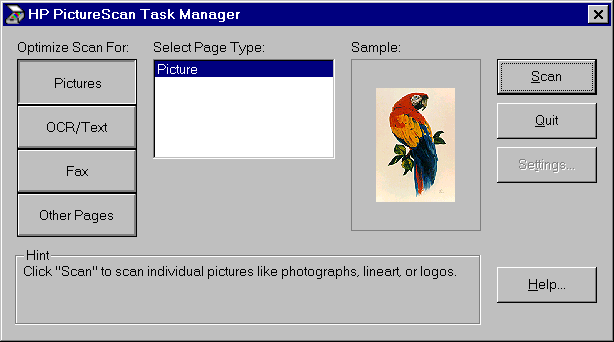 HP PictureScan Task Manager
Optimize Scan For:
Select Page Type:
Sample:
Pictures
OCR/Text
Fax
Other Pages
Picture
Scan
Quit
Settings...
Hint
Click "Scan" to scan individual pictures like photographs, lineart, or logos.
Help...